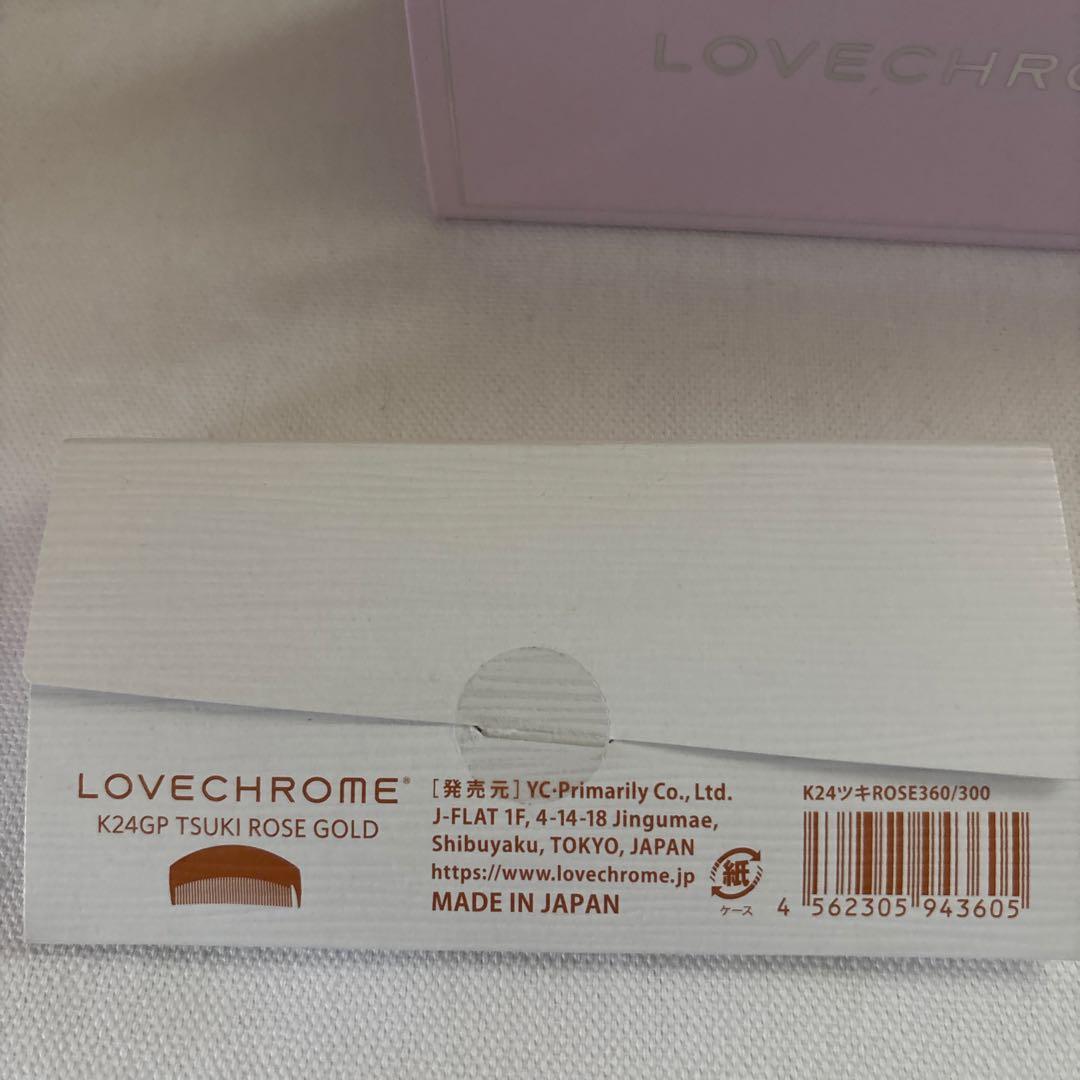 LOVECHRO
LOVECHROME®
K24GP TSUKI ROSE GOLD
[発売元] YC·Primarily Co., Ltd.
J-FLAT 1F, 4-14-18 Jingumae,
Shibuyaku, TOKYO, JAPAN
https://www.lovechrome.jp
MADE IN JAPAN
紙
ケース
K24ツキROSE360/300
4 562305 943605